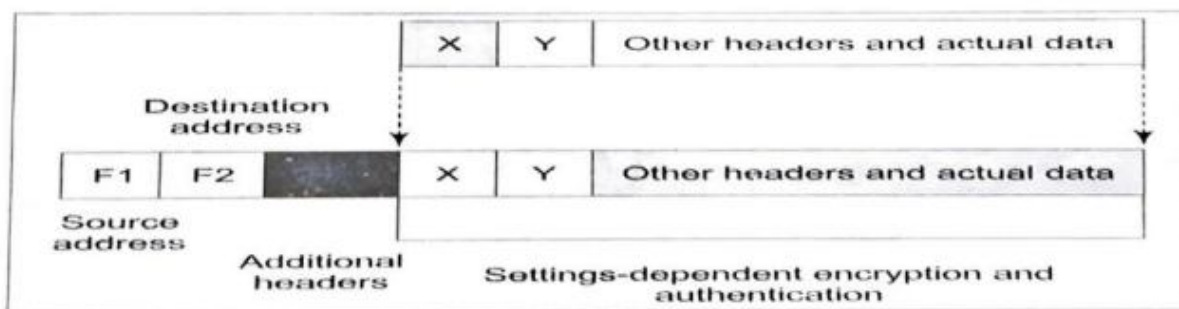 X Y Other headers and actual data
Destination
address
F1 F2 X Y Other headers and actual data
Source
address
Additional
headers
Settings-dependent encryption and
authentication